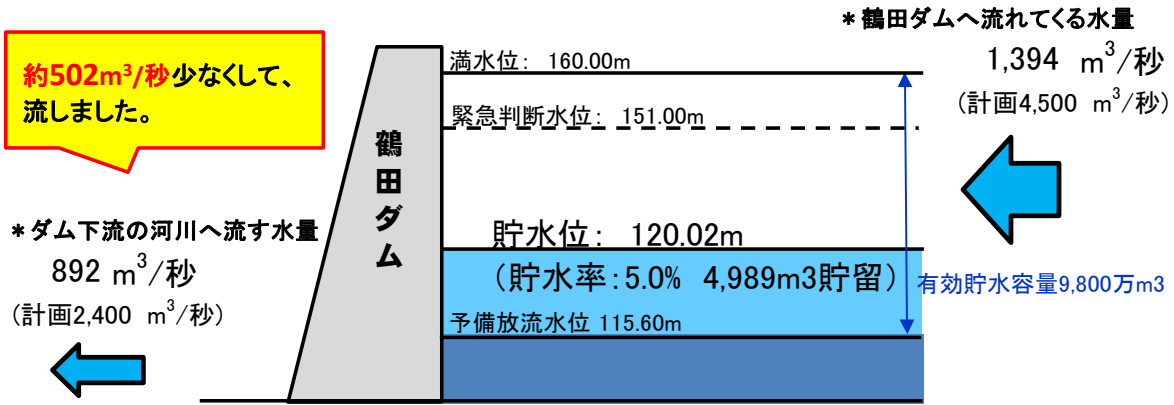 *鶴田ダムへ流れてくる水量
1,394 m³/秒
(計画4,500 m³/秒)
約502m³/秒少なくして、
流しました。
満水位: 160.00m
緊急判断水位: 151.00m
鶴田ダム
*ダム下流の河川へ流す水量
892 m³/秒
(計画2,400 m³/秒)
貯水位: 120.02m
(貯水率:5.0% 4,989m3貯留)
有効貯水容量9,800万m3
予備放流水位 115.60m